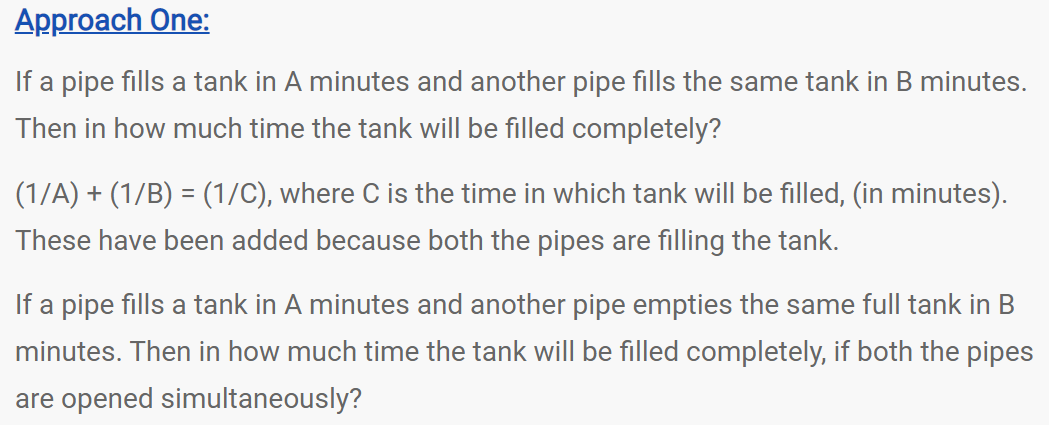 Approach One:
If a pipe fills a tank in A minutes and another pipe fills the same tank in B minutes.
Then in how much time the tank will be filled completely?
(1/A) + (1/B) = (1/C), where C is the time in which tank will be filled, (in minutes).
These have been added because both the pipes are filling the tank.
If a pipe fills a tank in A minutes and another pipe empties the same full tank in B
minutes. Then in how much time the tank will be filled completely, if both the pipes
are opened simultaneously?